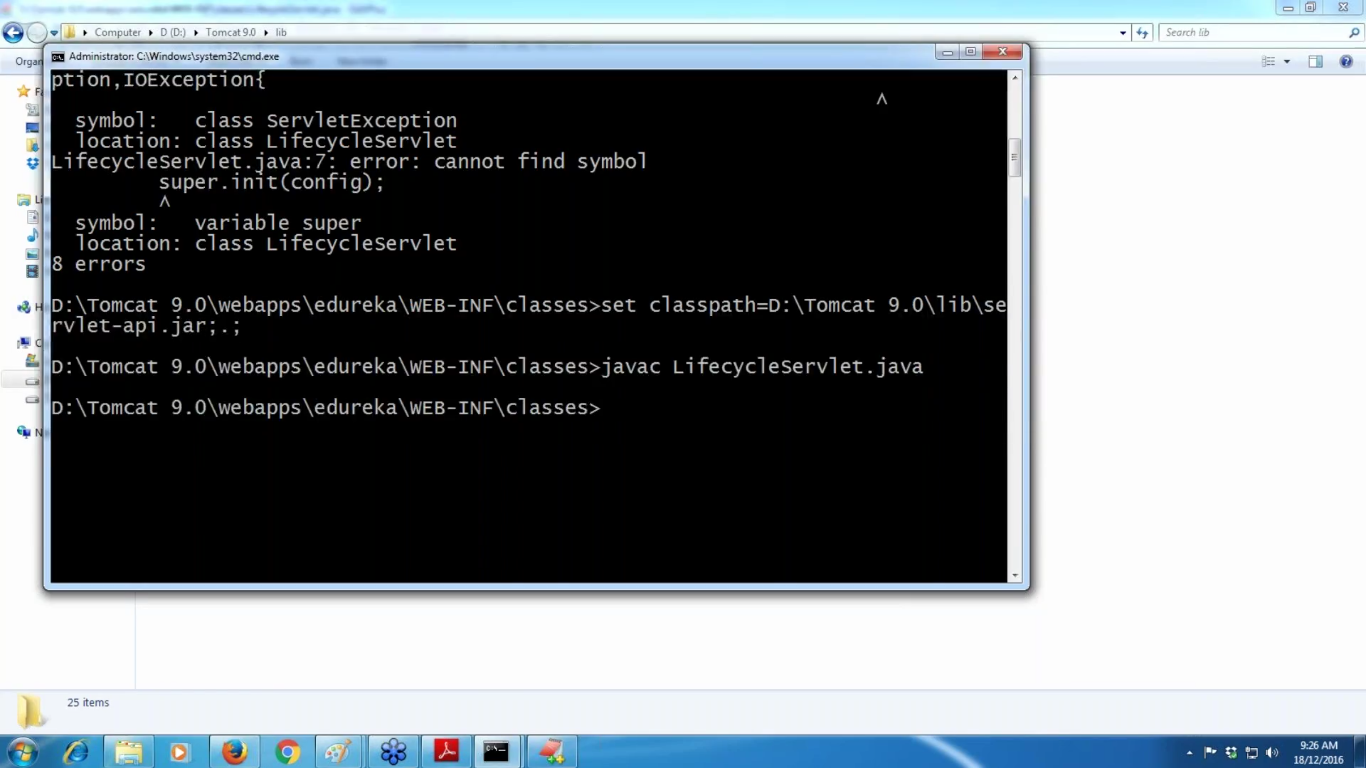 Computer ▸ D (D:) ▸ Tomcat 9.0 ▸ lib
Search lib
Administrator: C:\Windows\system32\cmd.exe
Organ
ption,IOException{
^
symbol:   class ServletException
location: class LifecycleServlet
LifecycleServlet.java:7: error: cannot find symbol
super.init(config);
^
symbol:   variable super
location: class LifecycleServlet
8 errors
D:\Tomcat 9.0\webapps\edureka\WEB-INF\classes>set classpath=D:\Tomcat 9.0\lib\se
rvlet-api.jar;.;
D:\Tomcat 9.0\webapps\edureka\WEB-INF\classes>javac LifecycleServlet.java
D:\Tomcat 9.0\webapps\edureka\WEB-INF\classes>
25 items
9:26 AM
18/12/2016